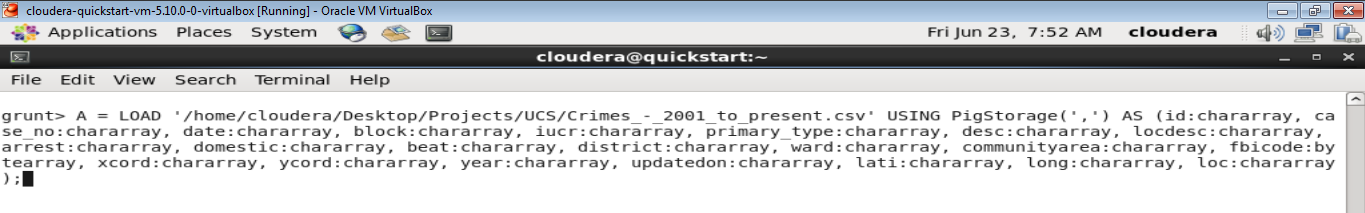 cloudera-quickstart-vm-5.10.0-0-virtualbox [Running] - Oracle VM VirtualBox
Applications Places System Fri Jun 23, 7:52 AM cloudera
cloudera@quickstart:~
File Edit View Search Terminal Help
grunt> A = LOAD '/home/cloudera/Desktop/Projects/UCS/Crimes_-_2001_to_present.csv' USING PigStorage(',') AS (id:chararray, ca
se_no:chararray, date:chararray, block:chararray, iucr:chararray, primary_type:chararray, desc:chararray, locdesc:chararray,
arrest:chararray, domestic:chararray, beat:chararray, district:chararray, ward:chararray, communityarea:chararray, fbicode:by
tearray, xcord:chararray, ycord:chararray, year:chararray, updatedon:chararray, lati:chararray, long:chararray, loc:chararray
);